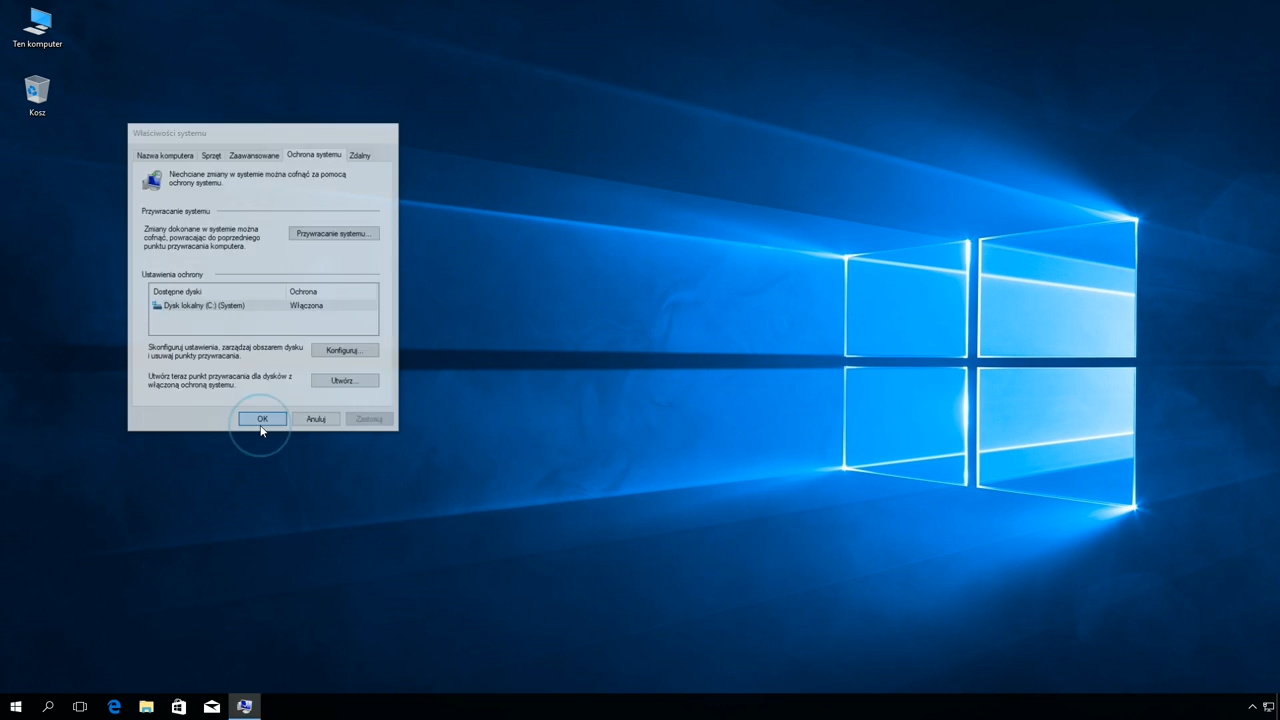 Ten komputer
Kosz
Właściwości systemu
Nazwa komputera Sprzęt Zaawansowane Ochrona systemu Zdalny
Niechciane zmiany w systemie można cofnąć za pomocą
ochrony systemu.
Przywracanie systemu
Zmiany dokonane w systemie można
cofnąć, powracając do poprzedniego
punktu przywracania komputera.
Przywracanie systemu...
Ustawienia ochrony
Dostępne dyski Ochrona
Dysk lokalny (C:) (System) Włączona
Skonfiguruj ustawienia, zarządzaj obszarem dysku
i usuwaj punkty przywracania.
Konfiguruj...
Utwórz teraz punkt przywracania dla dysków z
włączoną ochroną systemu.
Utwórz...
OK Anuluj Zastosuj